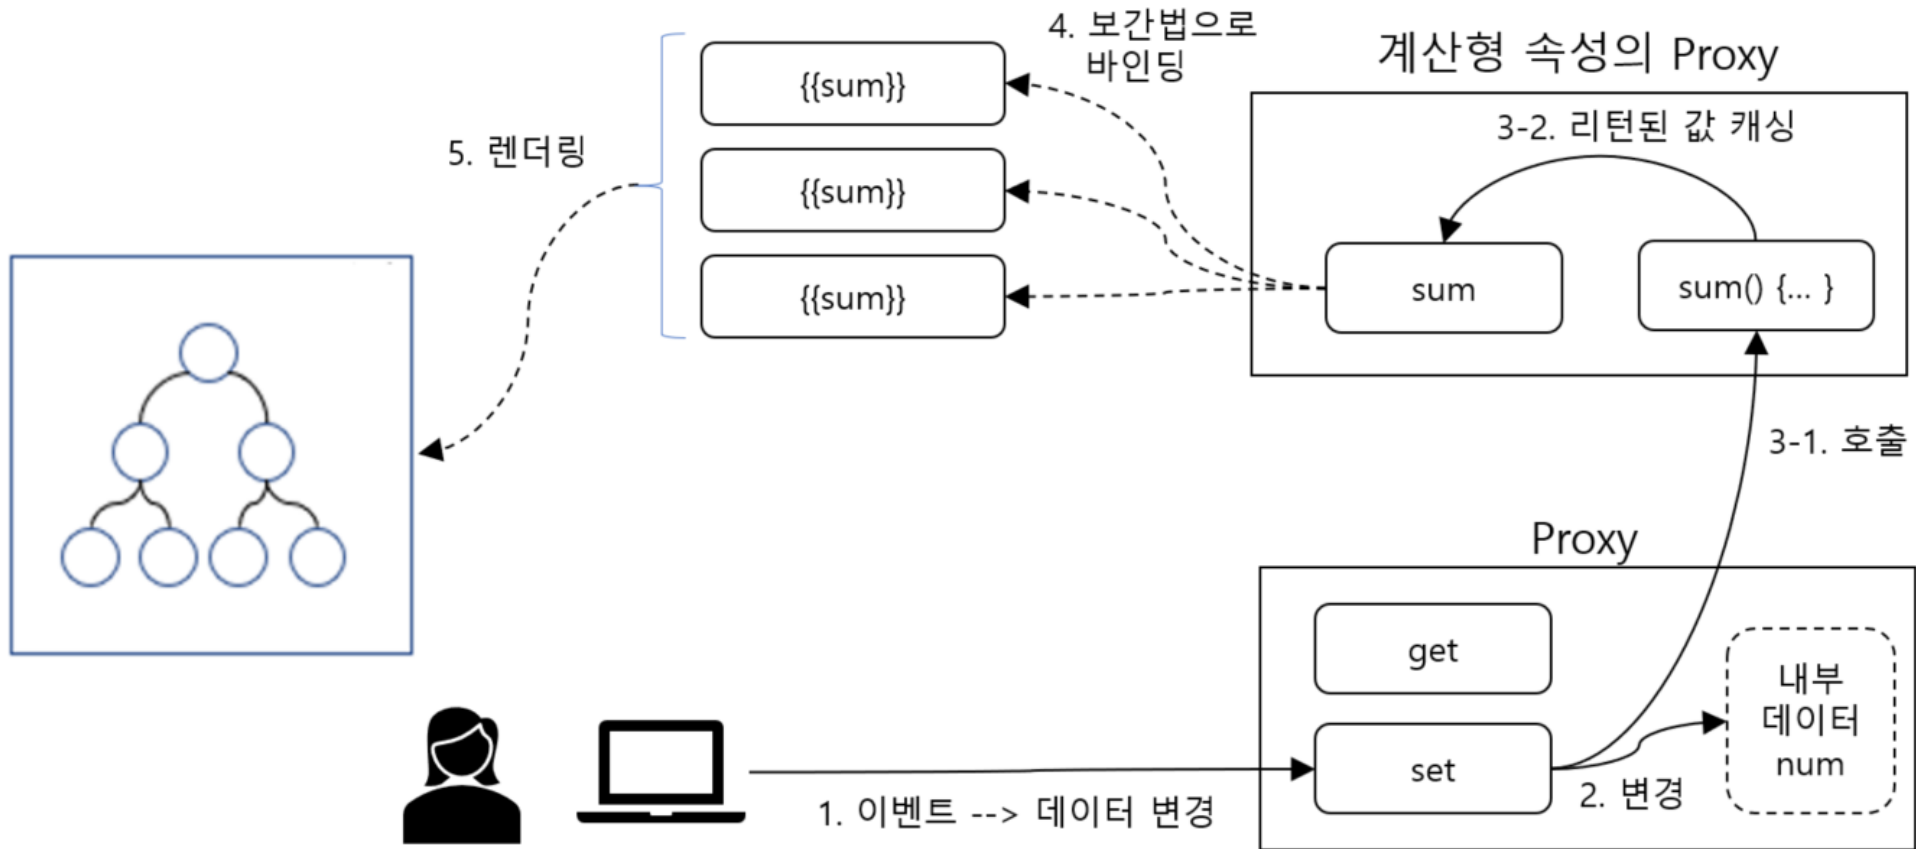 4. 보간법으로
바인딩
계산형 속성의 Proxy
{{sum}}
3-2. 리턴된 값 캐싱
5. 렌더링
{{sum}}
{{sum}}
sum
sum() {... }
3-1. 호출
Proxy
get
내부
데이터
num
set
2. 변경
1. 이벤트 --> 데이터 변경